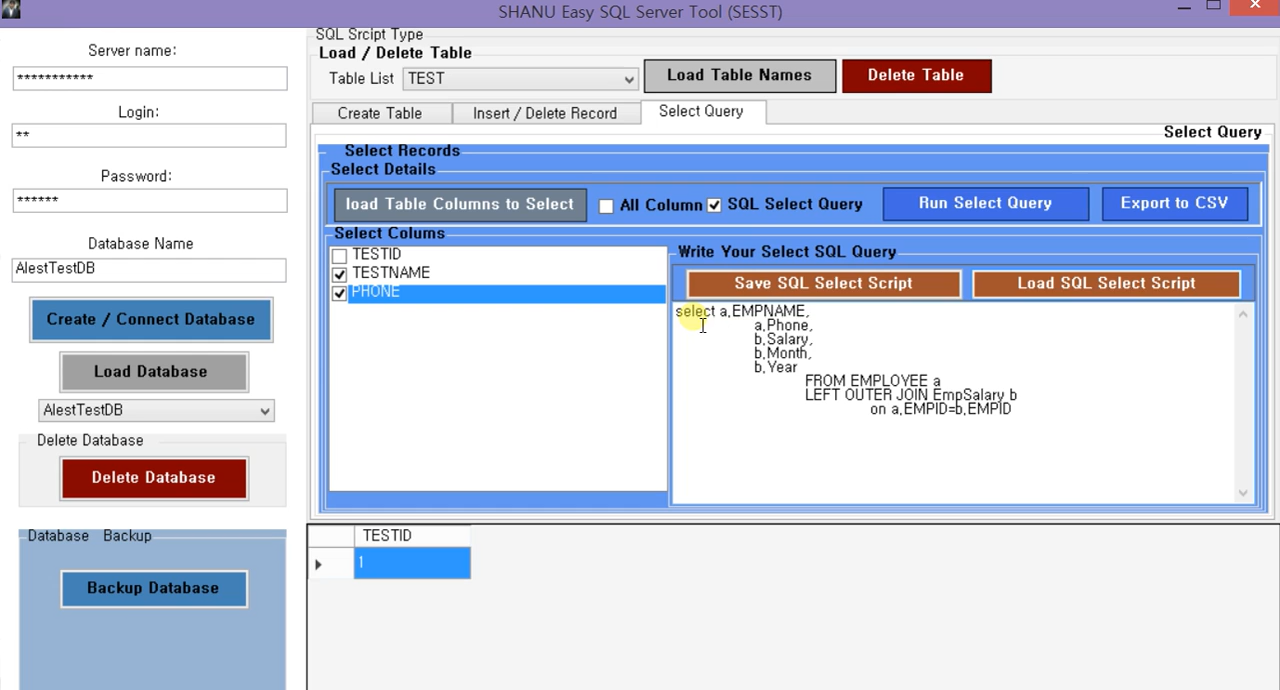 SHANU Easy SQL Server Tool (SESST)
Server name:
***********
Login:
**
Password:
******
Database Name
AlestTestDB
Create / Connect Database
Load Database
AlestTestDB
Delete Database
Delete Database
Database Backup
Backup Database
SQL Srcipt Type
Load / Delete Table
Table List TEST Load Table Names Delete Table
Create Table Insert / Delete Record Select Query
Select Query
Select Records
Select Details
load Table Columns to Select All Column SQL Select Query Run Select Query Export to CSV
Select Colums
TESTID
TESTNAME
PHONE
Write Your Select SQL Query
Save SQL Select Script Load SQL Select Script
select a.EMPNAME,
a.Phone,
b.Salary,
b.Month,
b.Year
FROM EMPLOYEE a
LEFT OUTER JOIN EmpSalary b
on a.EMPID=b.EMPID
TESTID
1